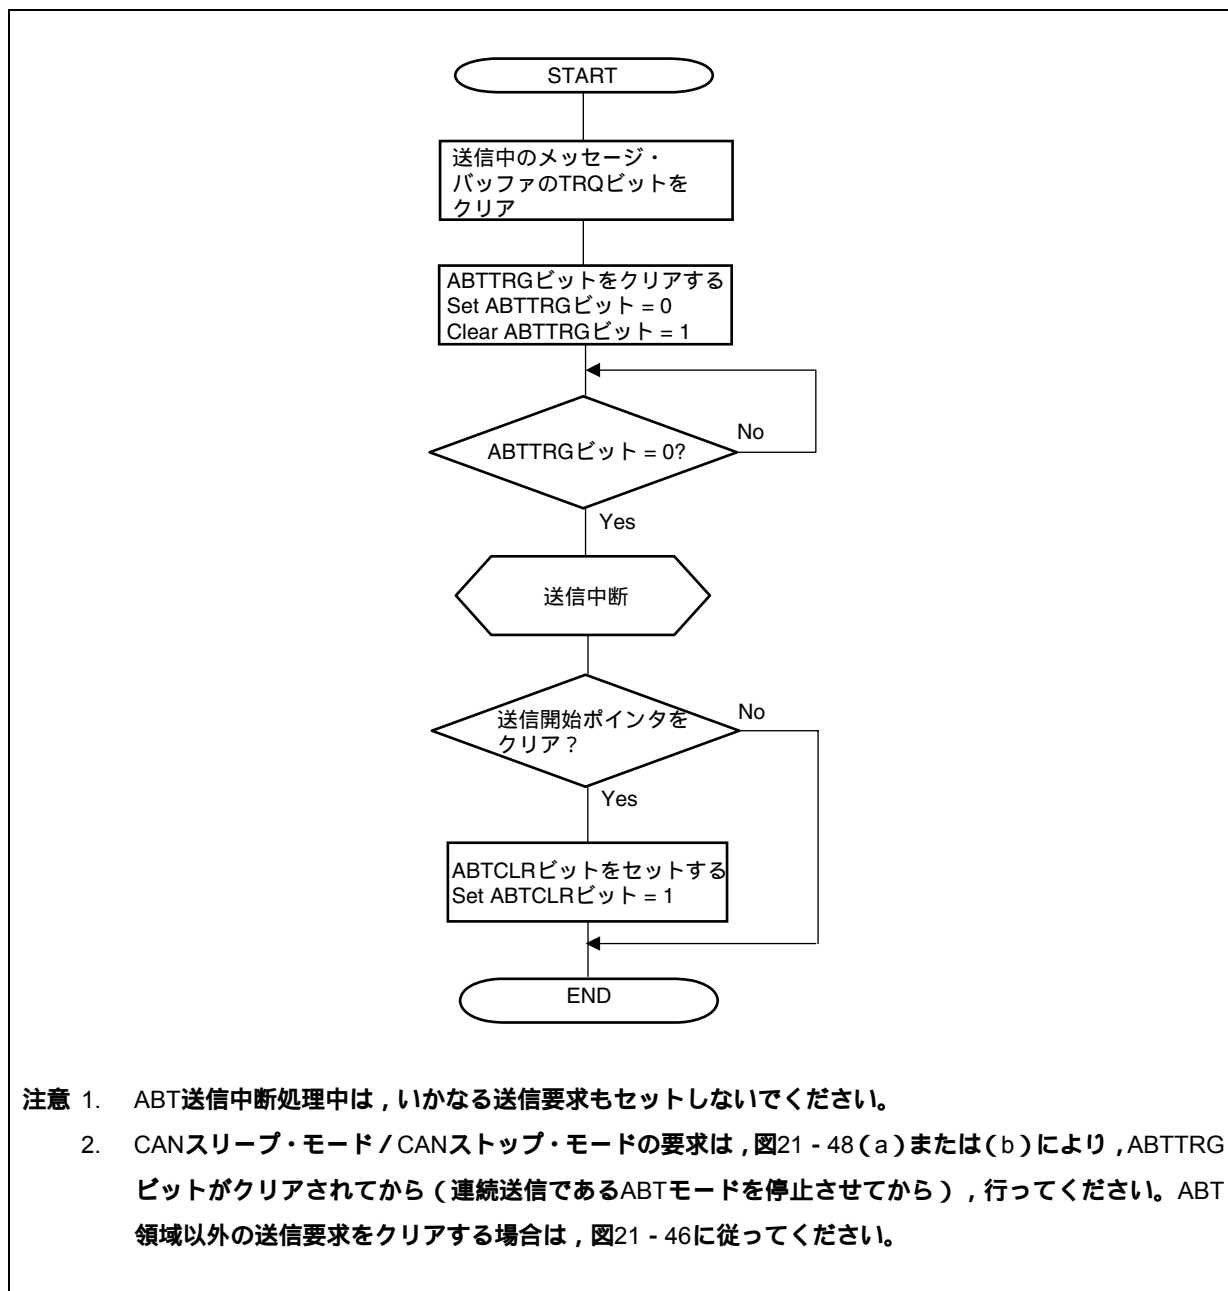 START
送信中のメッセージ・
バッファのTRQビットを
クリア
ABTTRGビットをクリアする
Set ABTTRGビット = 0
Clear ABTTRGビット = 1
ABTTRGビット = 0?
No
Yes
送信中断
送信開始ポインタを
クリア？
No
Yes
ABTCLRビットをセットする
Set ABTCLRビット = 1
END
注意 1. ABT送信中断処理中は，いかなる送信要求もセットしないでください。
2. CANスリープ・モード／CANストップ・モードの要求は，図21 - 48（a）または（b）により，ABTTRG
ビットがクリアされてから（連続送信であるABTモードを停止させてから），行ってください。ABT
領域以外の送信要求をクリアする場合は，図21 - 46に従ってください。